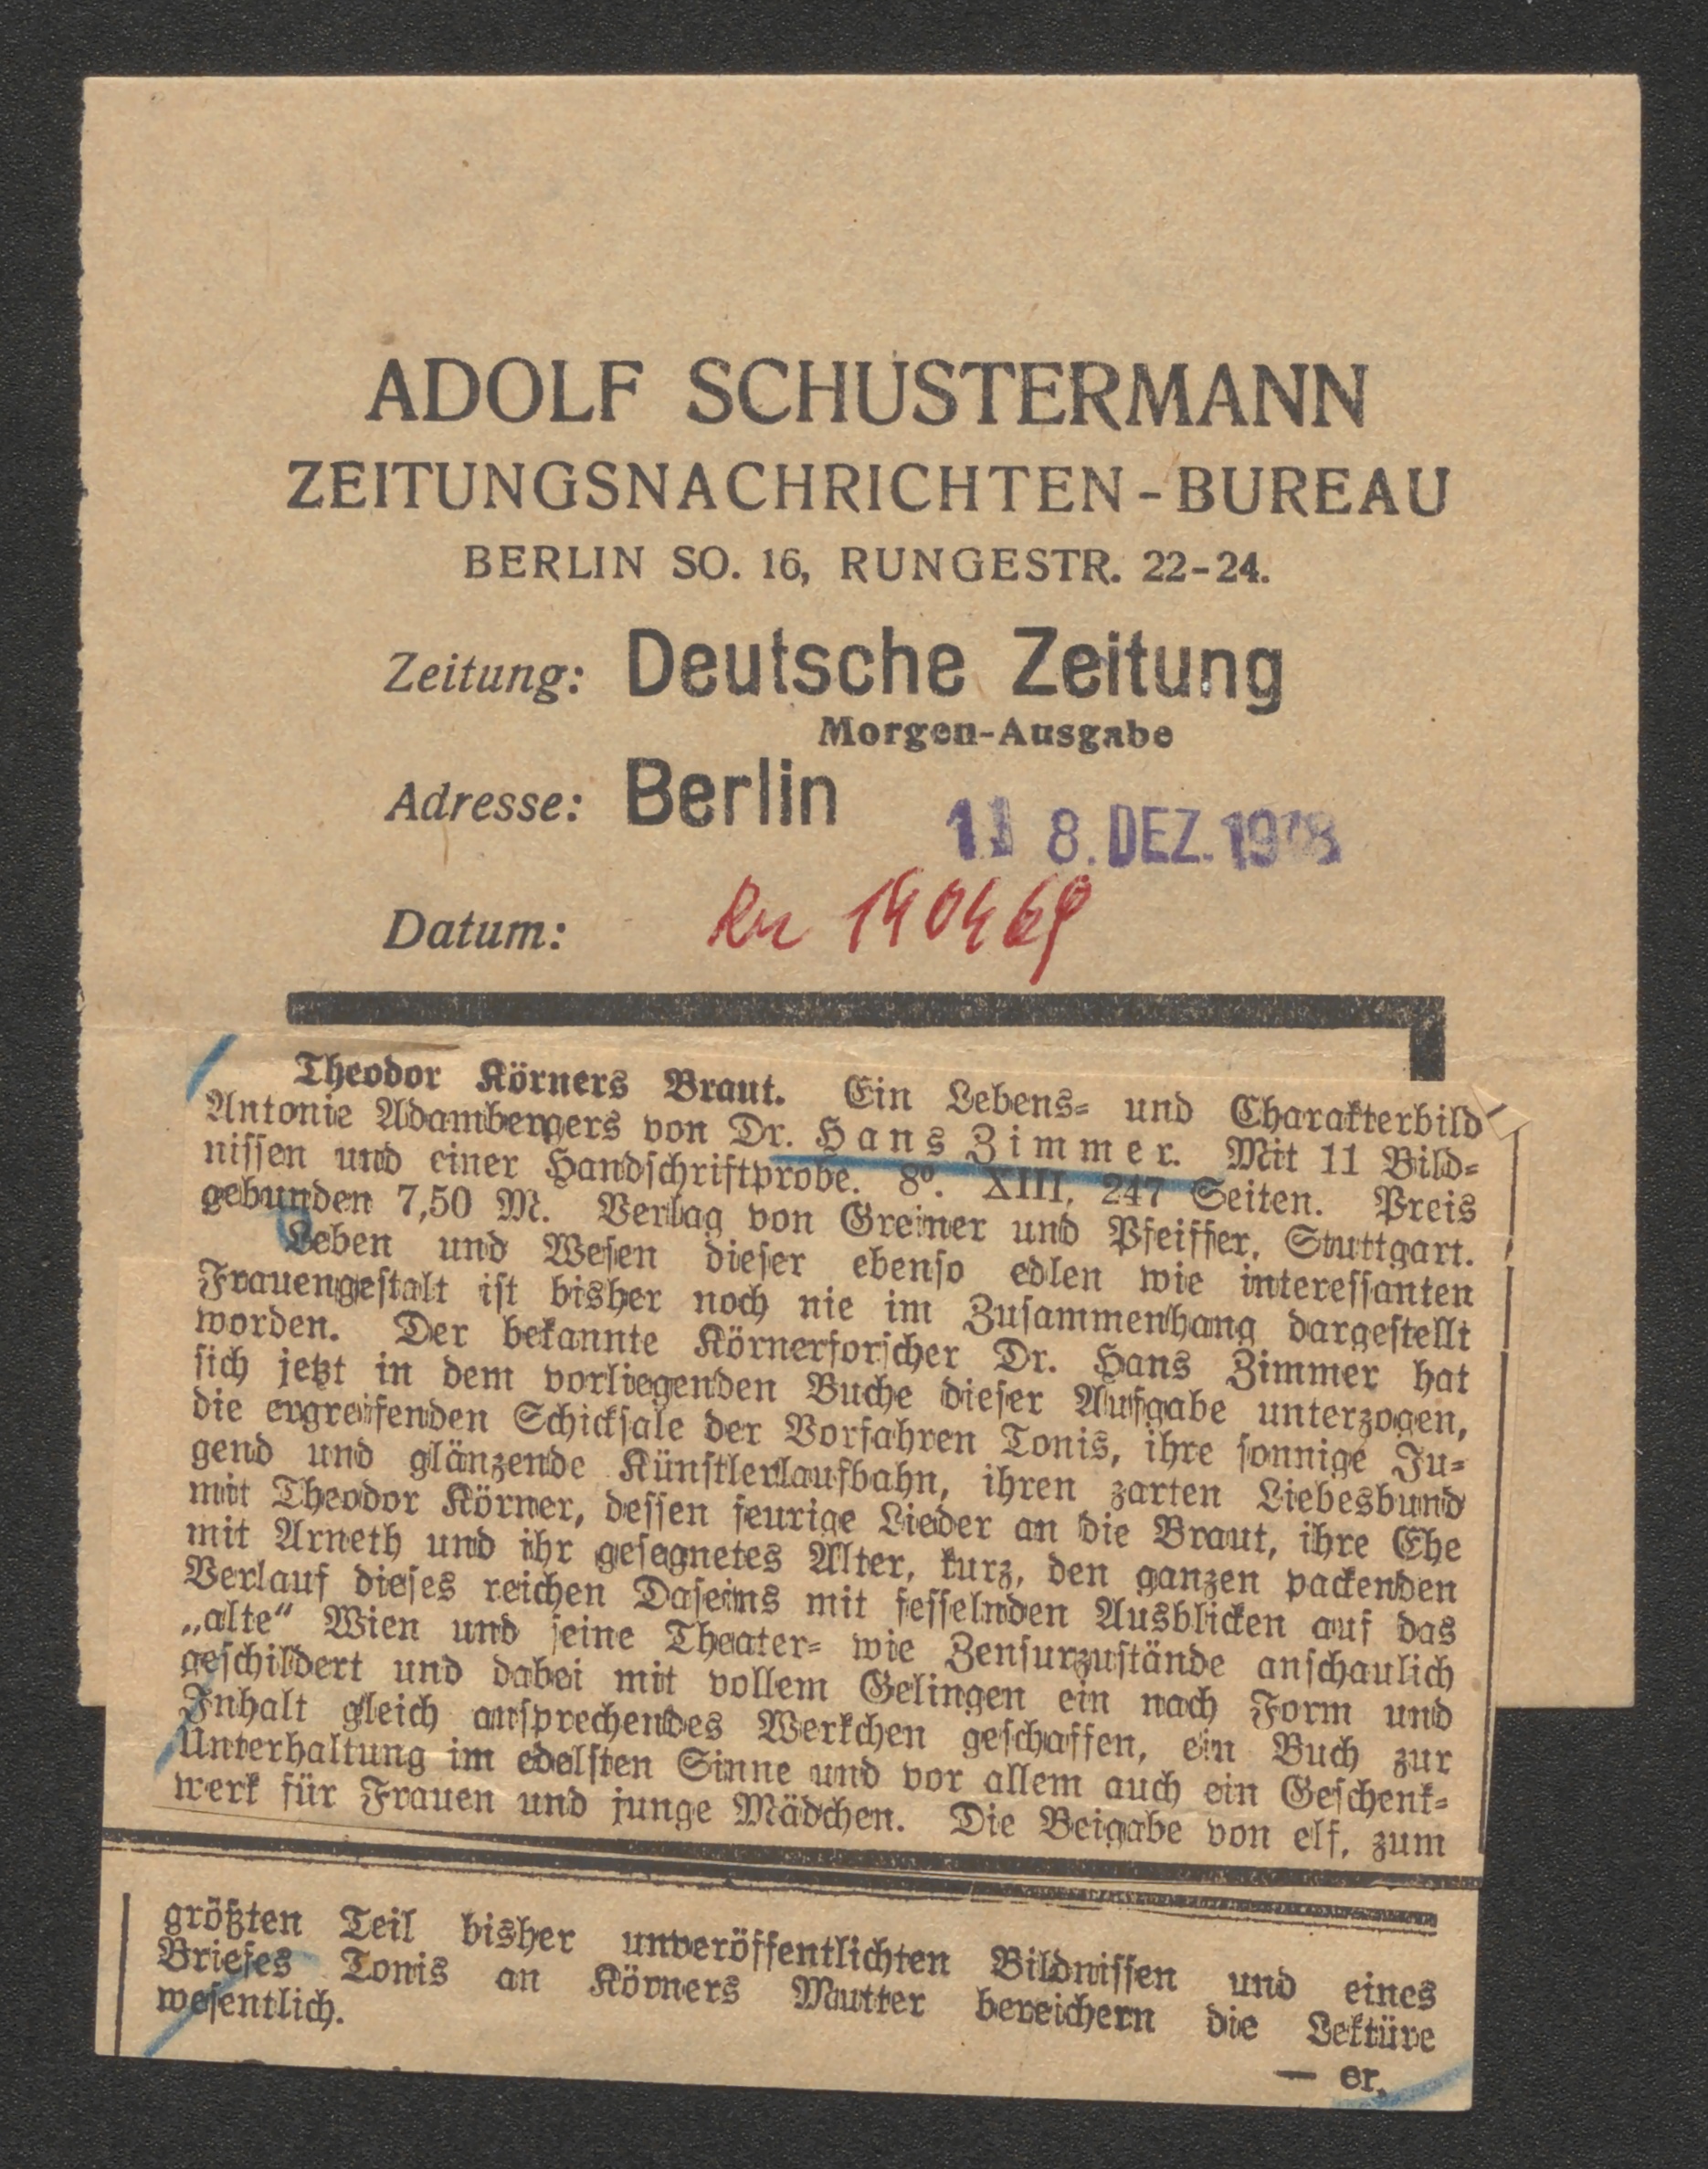 ADOLF SCHUSTERMANN
ZEITUNGSNACHRICHTEN-BUREAU
BERLIN SO. 16, RUNGESTR. 22-24.
Zeitung: Deutsche Zeitung
Morgen-Ausgabe
Adresse: Berlin
8. DEZ. 1918
Datum:
Theodor Körners Braut. Ein Lebens- und Charakterbild
Antonie Adambergers von Dr. Hans Zimmer. Mit 11 Bild-
nissen und einer Handschriftprobe. 8°. XIII, 247 Seiten. Preis
gebunden 7,50 M. Verlag von Greiner und Pfeiffer, Stuttgart.
Leben und Wesen dieser ebenso edlen wie interessanten
Frauengestalt ist bisher noch nie im Zusammenhang dargestellt
worden. Der bekannte Körnerforscher Dr. Hans Zimmer hat
sich jetzt in dem vorliegenden Buche dieser Aufgabe unterzogen,
die ergreifenden Schicksale der Vorfahren Tonis, ihre sonnige Ju-
gend und glänzende Künstlerlaufbahn, ihren zarten Liebesbund
mit Theodor Körner, dessen feurige Lieder an die Braut, ihre Ehe
mit Arneth und ihr gesegnetes Alter, kurz, den ganzen packenden
Verlauf dieses reichen Daseins mit fesselnden Ausblicken auf das
„alte“ Wien und seine Theater- wie Zensurzustände anschaulich
geschildert und dabei mit vollem Gelingen ein nach Form und
Inhalt gleich ansprechendes Werkchen geschaffen, ein Buch zur
Unterhaltung im edelsten Sinne und vor allem auch ein Geschenk-
werk für Frauen und junge Mädchen. Die Beigabe von elf, zum
größten Teil bisher unveröffentlichten Bildnissen und eines
Briefes Tonis an Körners Mutter bereichern die Lektüre
wesentlich.
— er.